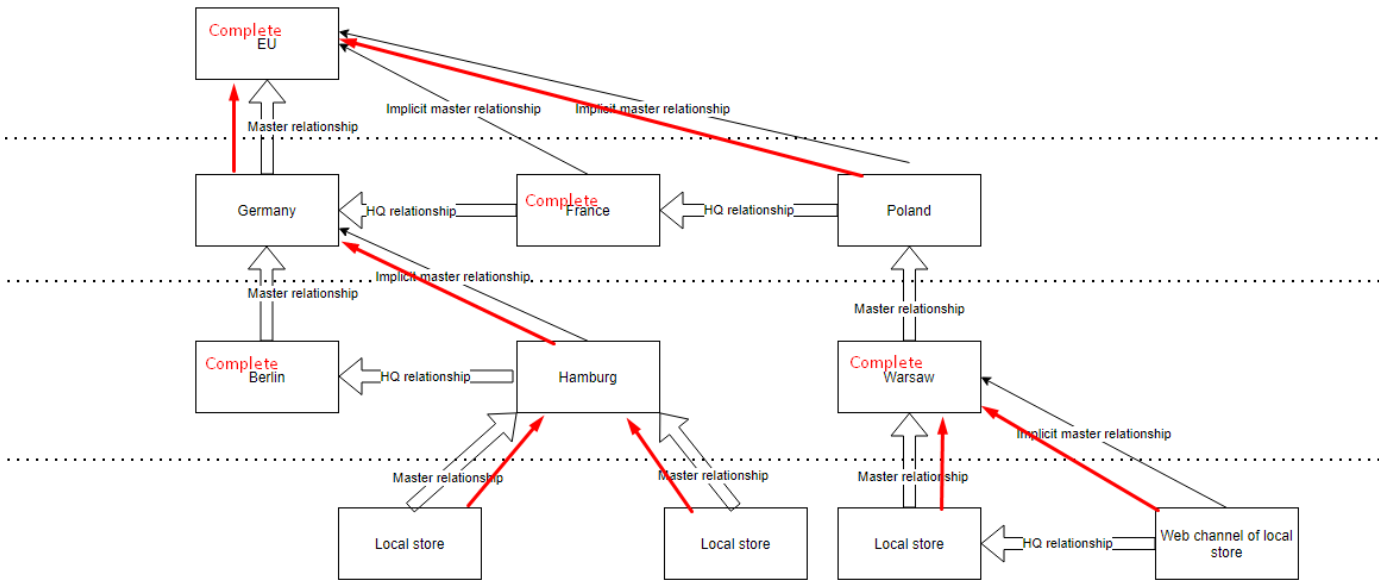 Complete
EU
Implicit master relationship
Implicit master relationship
Master relationship
Germany
HQ relationship
Complete
France
HQ relationship
Poland
Implicit master relationship
Master relationship
Master relationship
Complete
Berlin
HQ relationship
Hamburg
Complete
Warsaw
Implicit master relationship
Master relationship
Master relationship
Master relationship
Local store
Local store
Local store
HQ relationship
Web channel of local
store